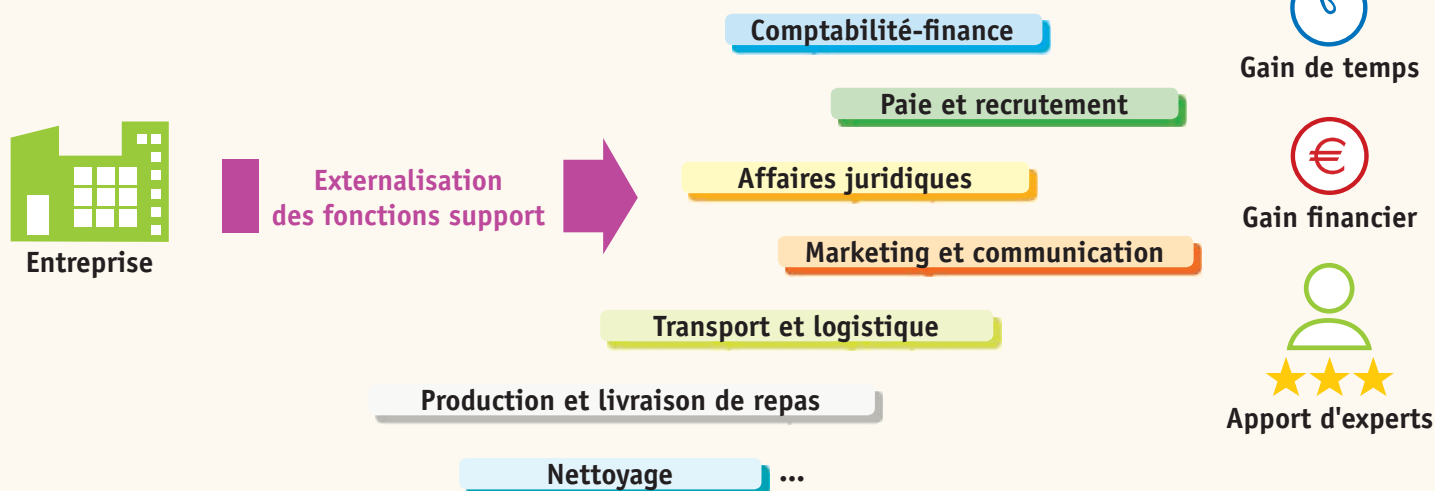 Comptabilité-finance
Gain de temps
Paie et recrutement
Externalisation
des fonctions support
Affaires juridiques
€
Gain financier
Entreprise
Marketing et communication
Transport et logistique
Production et livraison de repas
Apport d'experts
Nettoyage ...